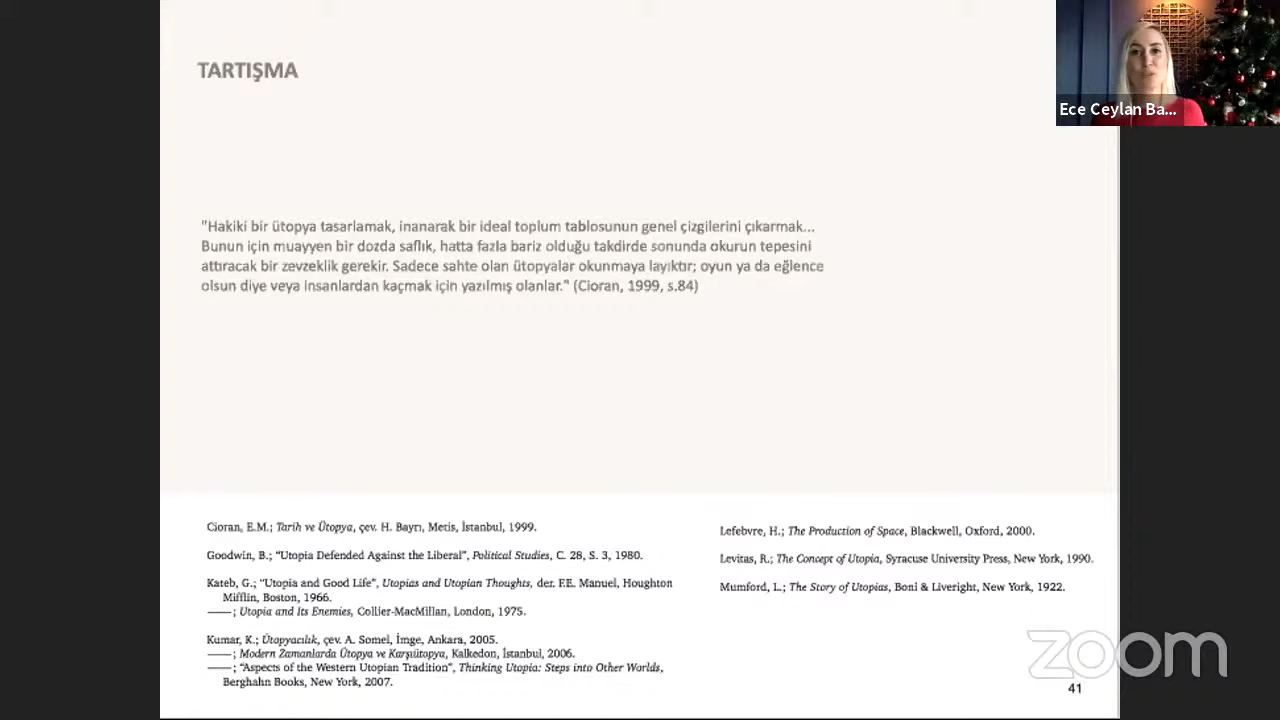 TARTIŞMA
Ece Ceylan Ba...
"Hakiki bir ütopya tasarlamak, inanarak bir ideal toplum tablosunun genel çizgilerini çıkarmak...
Bunun için muayyen bir dozda saflık, hatta fazla bariz olduğu takdirde sonunda okurun tepesini
attıracak bir zevzeklik gerekir. Sadece sahte olan ütopyalar okunmaya layıktır; oyun ya da eğlence
olsun diye veya insanlardan kaçmak için yazılmış olanlar." (Cioran, 1999, s.84)
Cioran, E.M.; Tarih ve Ütopya, çev. H. Bayrı, Metis, İstanbul, 1999.
Goodwin, B.; “Utopia Defended Against the Liberal”, Political Studies, C. 28, S. 3, 1980.
Kateb, G.; “Utopia and Good Life”, Utopias and Utopian Thoughts, der. F.E. Manuel, Houghton
Mifflin, Boston, 1966.
——; Utopia and Its Enemies, Collier-MacMillan, London, 1975.
Kumar, K.; Ütopyacılık, çev. A. Somel, İmge, Ankara, 2005.
——; Modern Zamanlarda Ütopya ve Karşıütopya, Kalkedon, İstanbul, 2006.
——; “Aspects of the Western Utopian Tradition”, Thinking Utopia: Steps into Other Worlds,
Berghahn Books, New York, 2007.
Lefebvre, H.; The Production of Space, Blackwell, Oxford, 2000.
Levitas, R.; The Concept of Utopia, Syracuse University Press, New York, 1990.
Mumford, L.; The Story of Utopias, Boni & Liveright, New York, 1922.
zoom
41